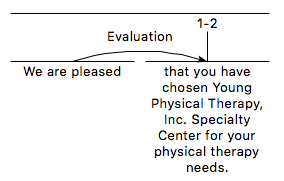 1-2
Evaluation
We are pleased
that you have
chosen Young
Physical Therapy,
Inc. Specialty
Center for your
physical therapy
needs.